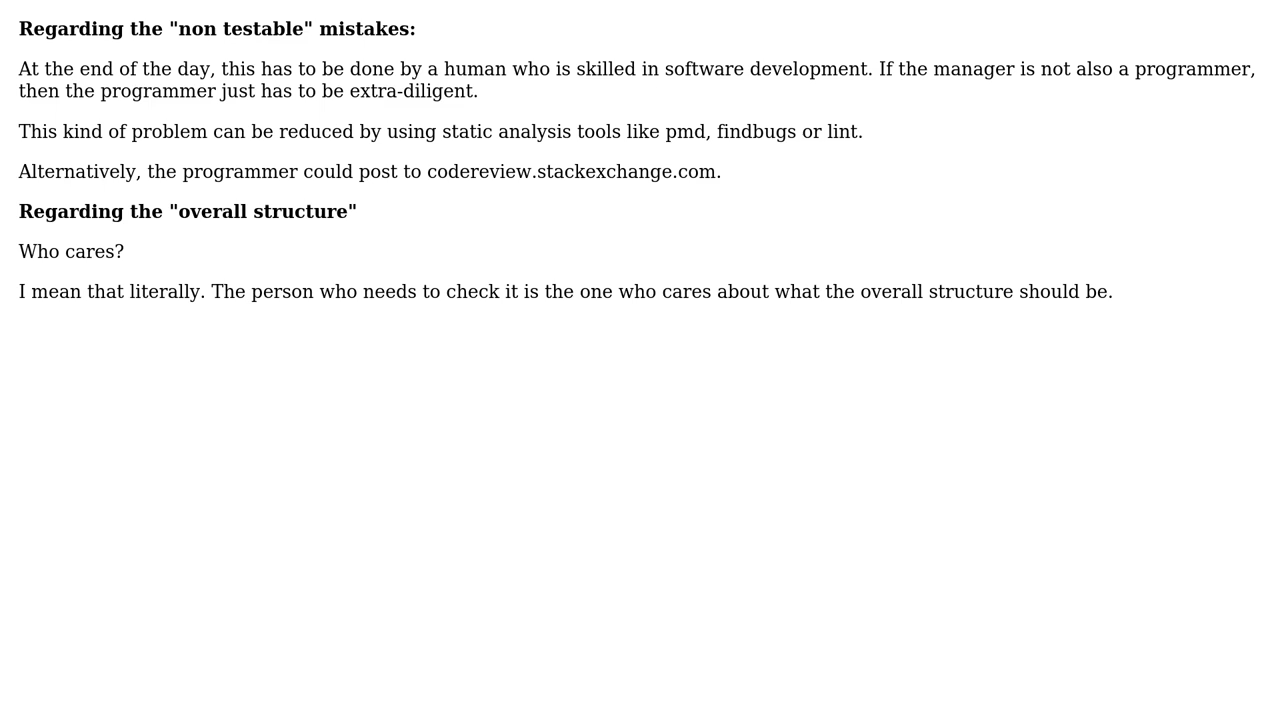 Regarding the "non testable" mistakes:
At the end of the day, this has to be done by a human who is skilled in software development. If the manager is not also a programmer,
then the programmer just has to be extra-diligent.
This kind of problem can be reduced by using static analysis tools like pmd, findbugs or lint.
Alternatively, the programmer could post to codereview.stackexchange.com.
Regarding the "overall structure"
Who cares?
I mean that literally. The person who needs to check it is the one who cares about what the overall structure should be.